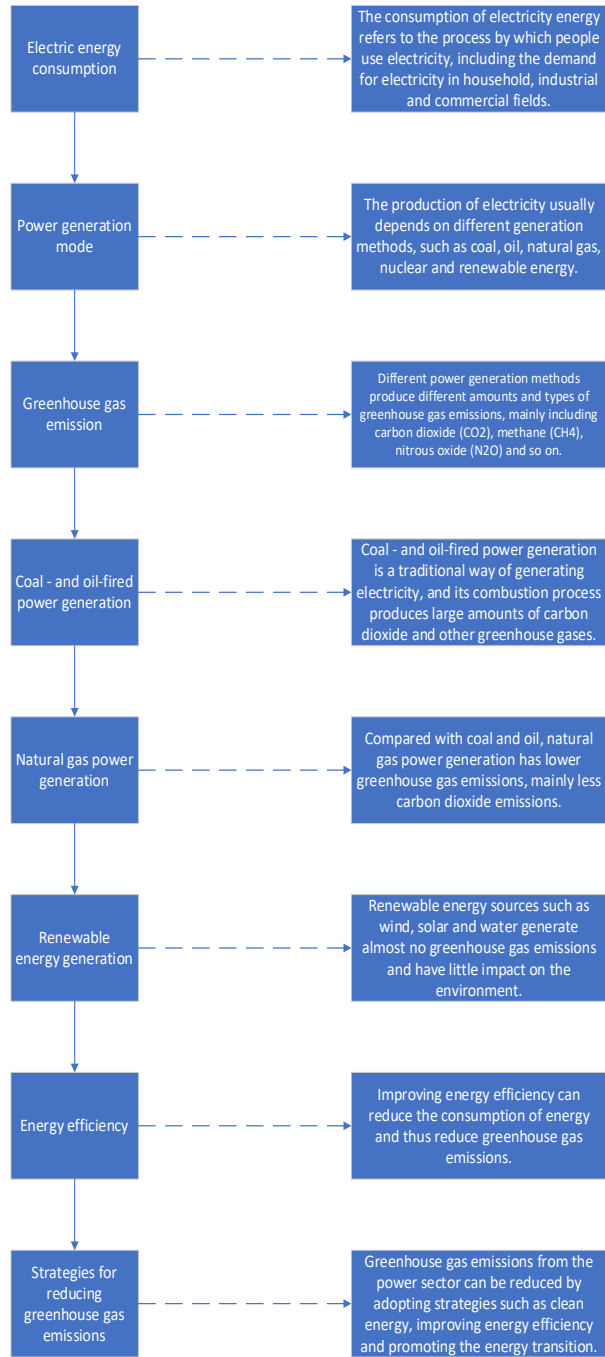 Electric energy
consumption
The consumption of electricity energy
refers to the process by which people
use electricity, including the demand
for electricity in household, industrial
and commercial fields.
Power generation
mode
The production of electricity usually
depends on different generation
methods, such as coal, oil, natural gas,
nuclear and renewable energy.
Greenhouse gas
emission
Different power generation methods
produce different amounts and types of
greenhouse gas emissions, mainly including
carbon dioxide (CO2), methane (CH4),
nitrous oxide (N2O) and so on.
Coal - and oil-fired
power generation
Coal - and oil-fired power generation
is a traditional way of generating
electricity, and its combustion process
produces large amounts of carbon
dioxide and other greenhouse gases.
Natural gas power
generation
Compared with coal and oil, natural
gas power generation has lower
greenhouse gas emissions, mainly less
carbon dioxide emissions.
Renewable
energy generation
Renewable energy sources such as
wind, solar and water generate
almost no greenhouse gas emissions
and have little impact on the
environment.
Energy efficiency
Improving energy efficiency can
reduce the consumption of energy
and thus reduce greenhouse gas
emissions.
Strategies for
reducing
greenhouse gas
emissions
Greenhouse gas emissions from the
power sector can be reduced by
adopting strategies such as clean
energy, improving energy efficiency
and promoting the energy transition.